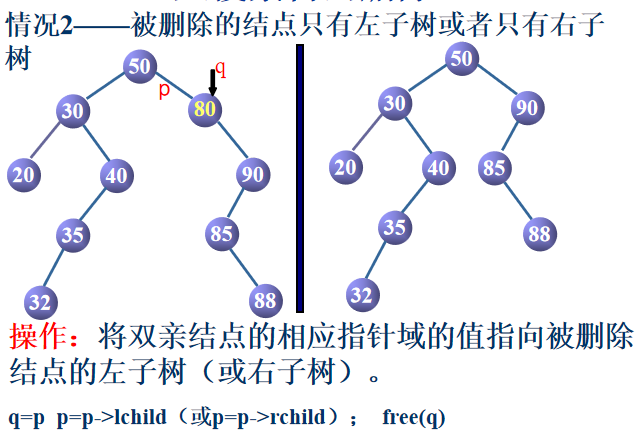 情况2——被删除的结点只有左子树或者只有右子
树
50
p
q
30
80
20
40
90
35
85
32
88
50
30
90
20
40
85
35
88
32
操作：将双亲结点的相应指针域的值指向被删除
结点的左子树（或右子树）。
q=p p=p->lchild（或p=p->rchild）； free(q)